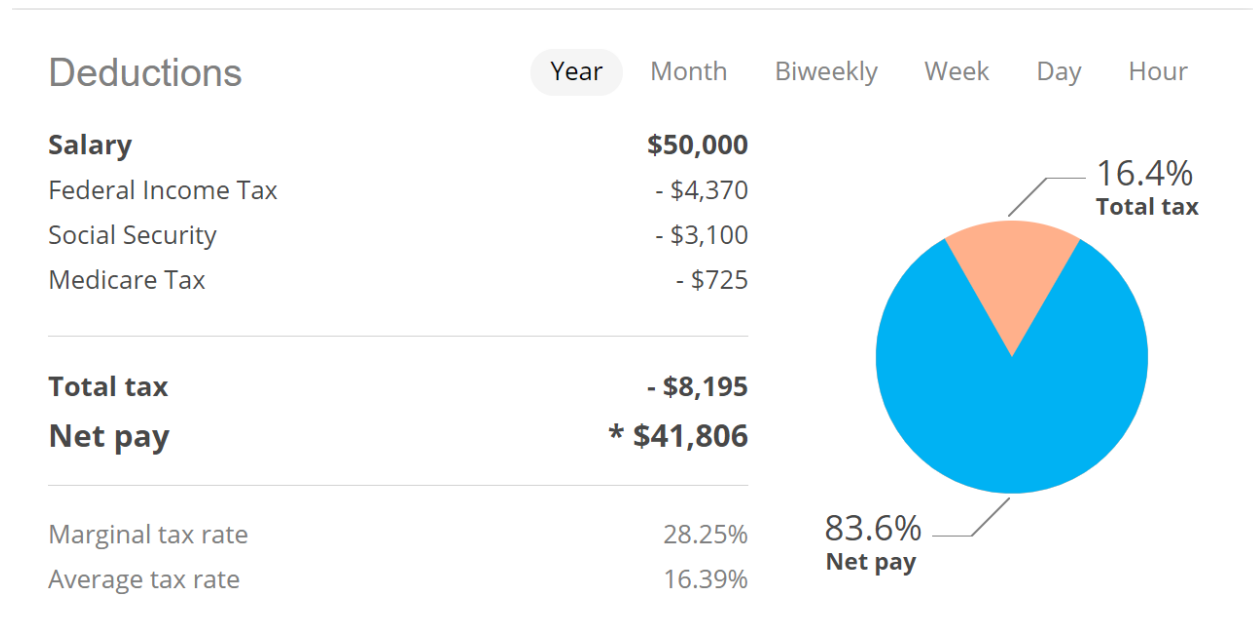 Deductions Year Month Biweekly Week Day Hour
Salary $50,000
Federal Income Tax - $4,370
Social Security - $3,100
Medicare Tax - $725
Total tax - $8,195
Net pay * $41,806
Marginal tax rate 28.25%
Average tax rate 16.39%
16.4%
Total tax
83.6%
Net pay